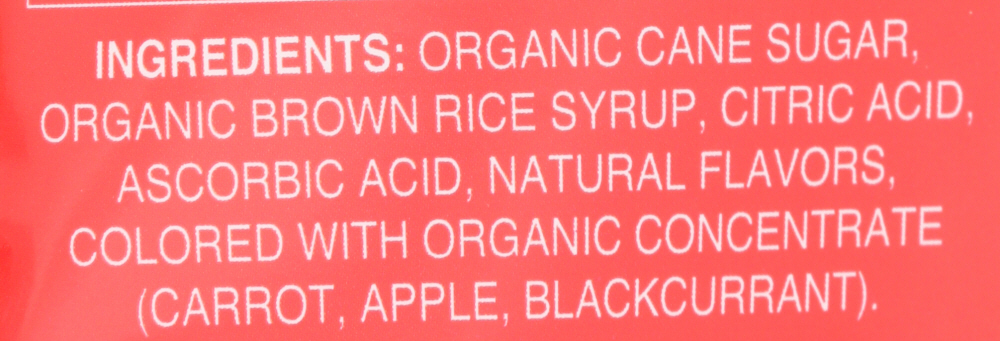 INGREDIENTS: ORGANIC CANE SUGAR,
ORGANIC BROWN RICE SYRUP, CITRIC ACID,
ASCORBIC ACID, NATURAL FLAVORS,
COLORED WITH ORGANIC CONCENTRATE
(CARROT, APPLE, BLACKCURRANT).